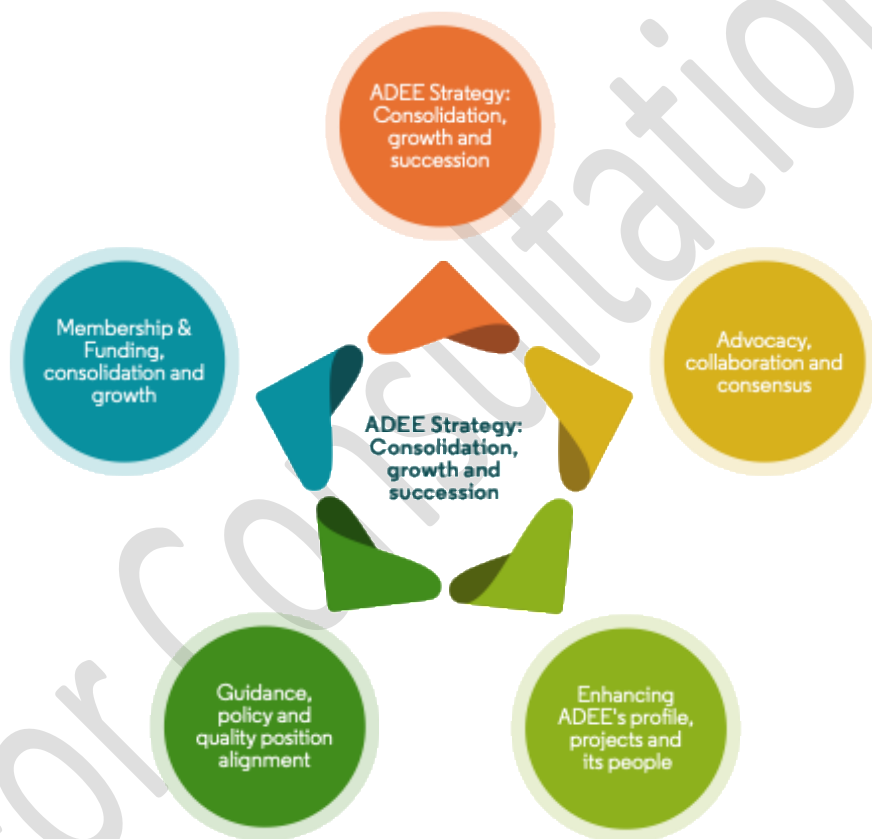 ADEE Strategy:
Consolidation,
growth and
succession
Membership &
Funding,
consolidation and
growth
Advocacy,
collaboration and
consensus
ADEE Strategy:
Consolidation,
growth and
succession
Guidance,
policy and
quality position
alignment
Enhancing
ADEE's profile,
projects and
its people
or Consultation